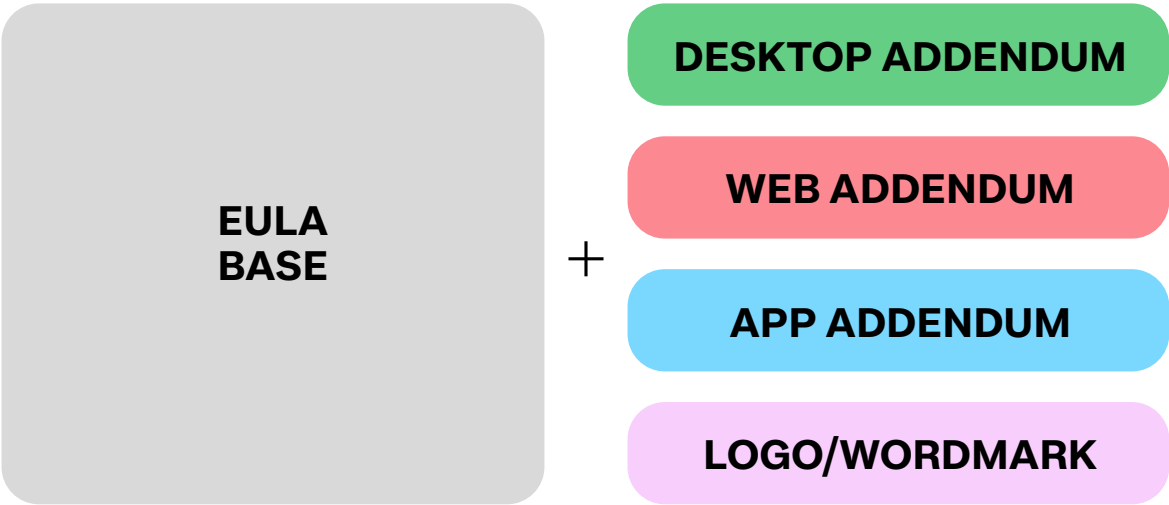 EULA
BASE
+
DESKTOP ADDENDUM
WEB ADDENDUM
APP ADDENDUM
LOGO/WORDMARK